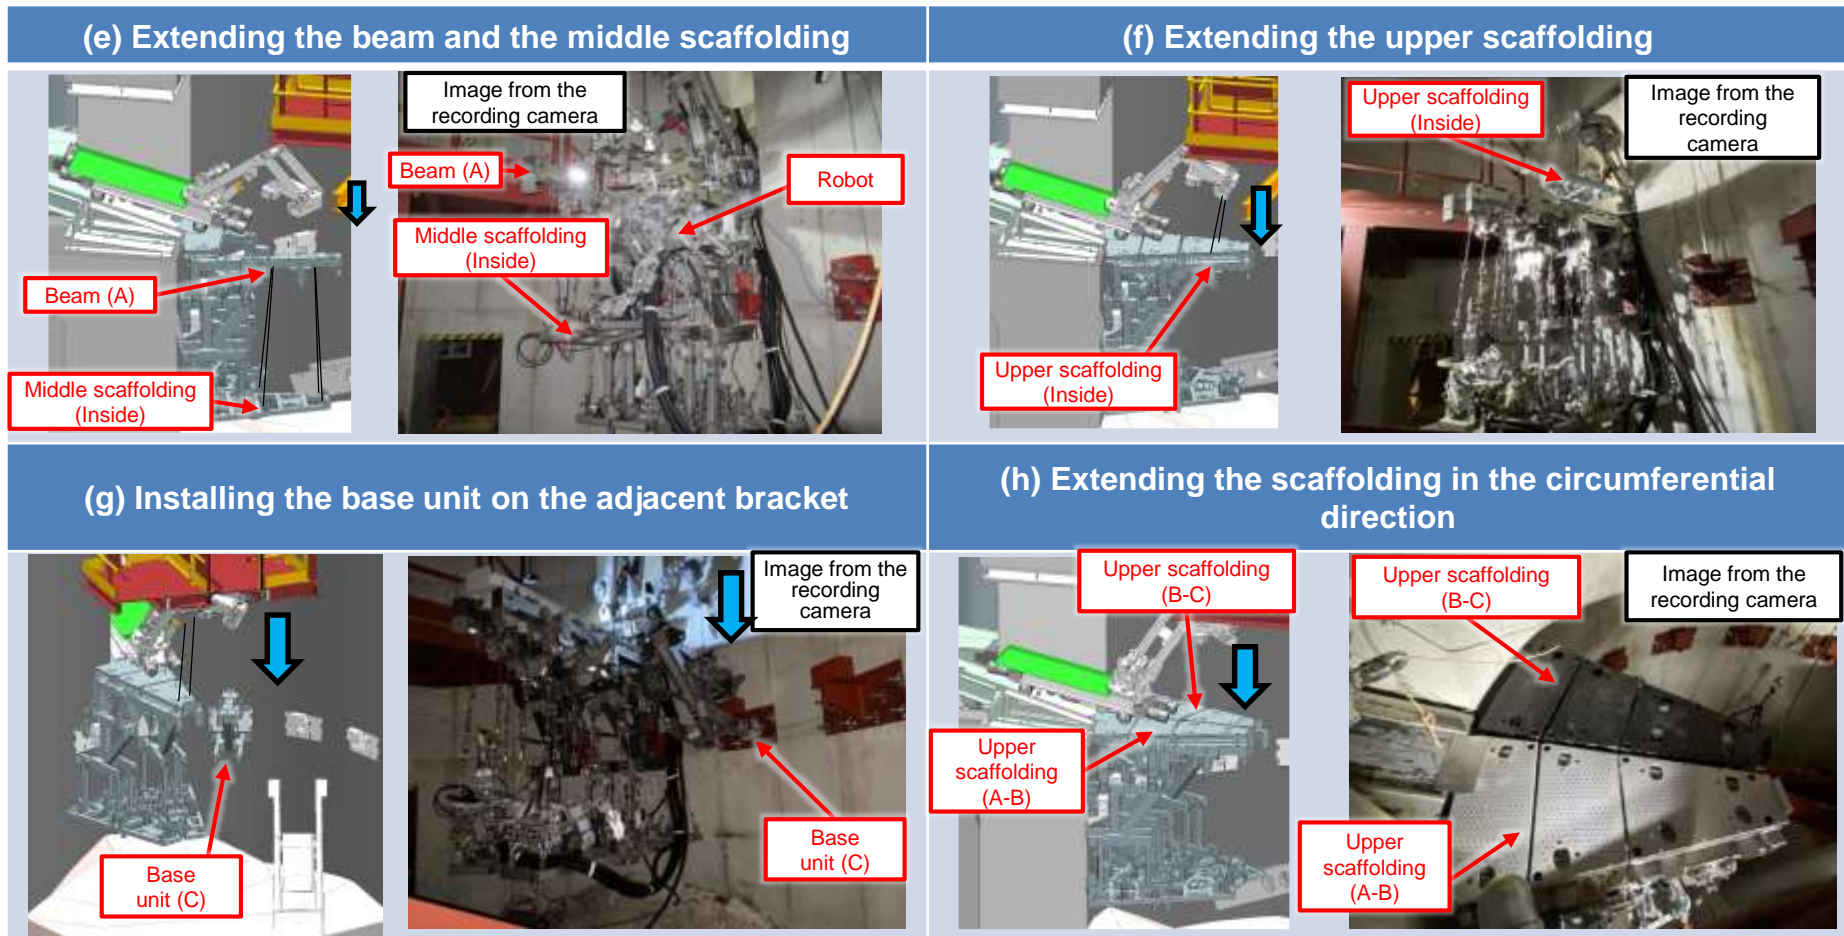 (e) Extending the beam and the middle scaffolding
Image from the
recording camera
Beam (A)
Robot
Middle scaffolding
(Inside)
Beam (A)
Middle scaffolding
(Inside)
(f) Extending the upper scaffolding
Upper scaffolding
(Inside)
Image from the
recording
camera
Upper scaffolding
(Inside)
(g) Installing the base unit on the adjacent bracket
Image from the
recording
camera
Base
unit (C)
Base
unit (C)
(h) Extending the scaffolding in the circumferential
direction
Upper scaffolding
(B-C)
Upper scaffolding
(B-C)
Image from the
recording camera
Upper
scaffolding
(A-B)
Upper
scaffolding
(A-B)